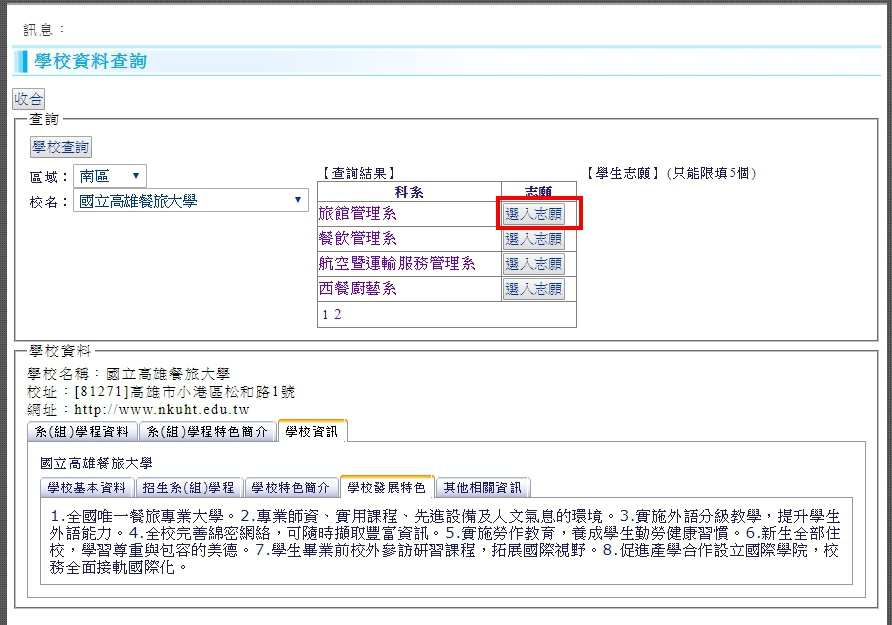 訊息：
學校資料查詢
收合
查詢
學校查詢
區域： 南區
校名： 國立高雄餐旅大學
【查詢結果】
科系 志願
旅館管理系 選入志願
餐飲管理系 選入志願
航空暨運輸服務管理系 選入志願
西餐廚藝系 選入志願
1 2
【學生志願】(只能限填5個)
學校資料
學校名稱：國立高雄餐旅大學
校址：[81271]高雄市小港區松和路1號
網址：http://www.nkuht.edu.tw
系(組)學程資料 系(組)學程特色簡介 學校資訊
國立高雄餐旅大學
學校基本資料 招生系(組)學程 學校特色簡介 學校發展特色 其他相關資訊
1.全國唯一餐旅專業大學。2.專業師資、實用課程、先進設備及人文氣息的環境。3.實施外語分級教學，提升學生
外語能力。4.全校完善綿密網絡，可隨時擷取豐富資訊。5.實施勞作教育，養成學生勤勞健康習慣。6.新生全部住
校，學習尊重與包容的美德。7.學生畢業前校外參訪研習課程，拓展國際視野。8.促進產學合作設立國際學院，校
務全面接軌國際化。